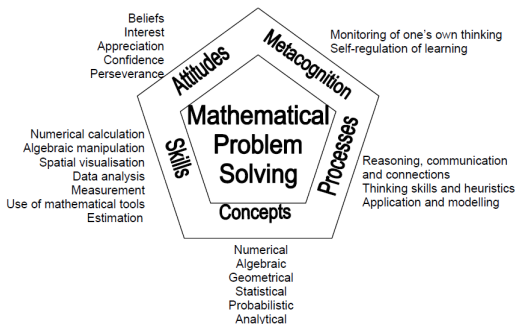 Beliefs
Interest
Appreciation
Confidence
Perseverance
Attitudes
Metacognition
Monitoring of one's own thinking
Self-regulation of learning
Mathematical
Problem
Solving
Skills
Numerical calculation
Algebraic manipulation
Spatial visualisation
Data analysis
Measurement
Use of mathematical tools
Estimation
Processes
Reasoning, communication
and connections
Thinking skills and heuristics
Application and modelling
Concepts
Numerical
Algebraic
Geometrical
Statistical
Probabilistic
Analytical